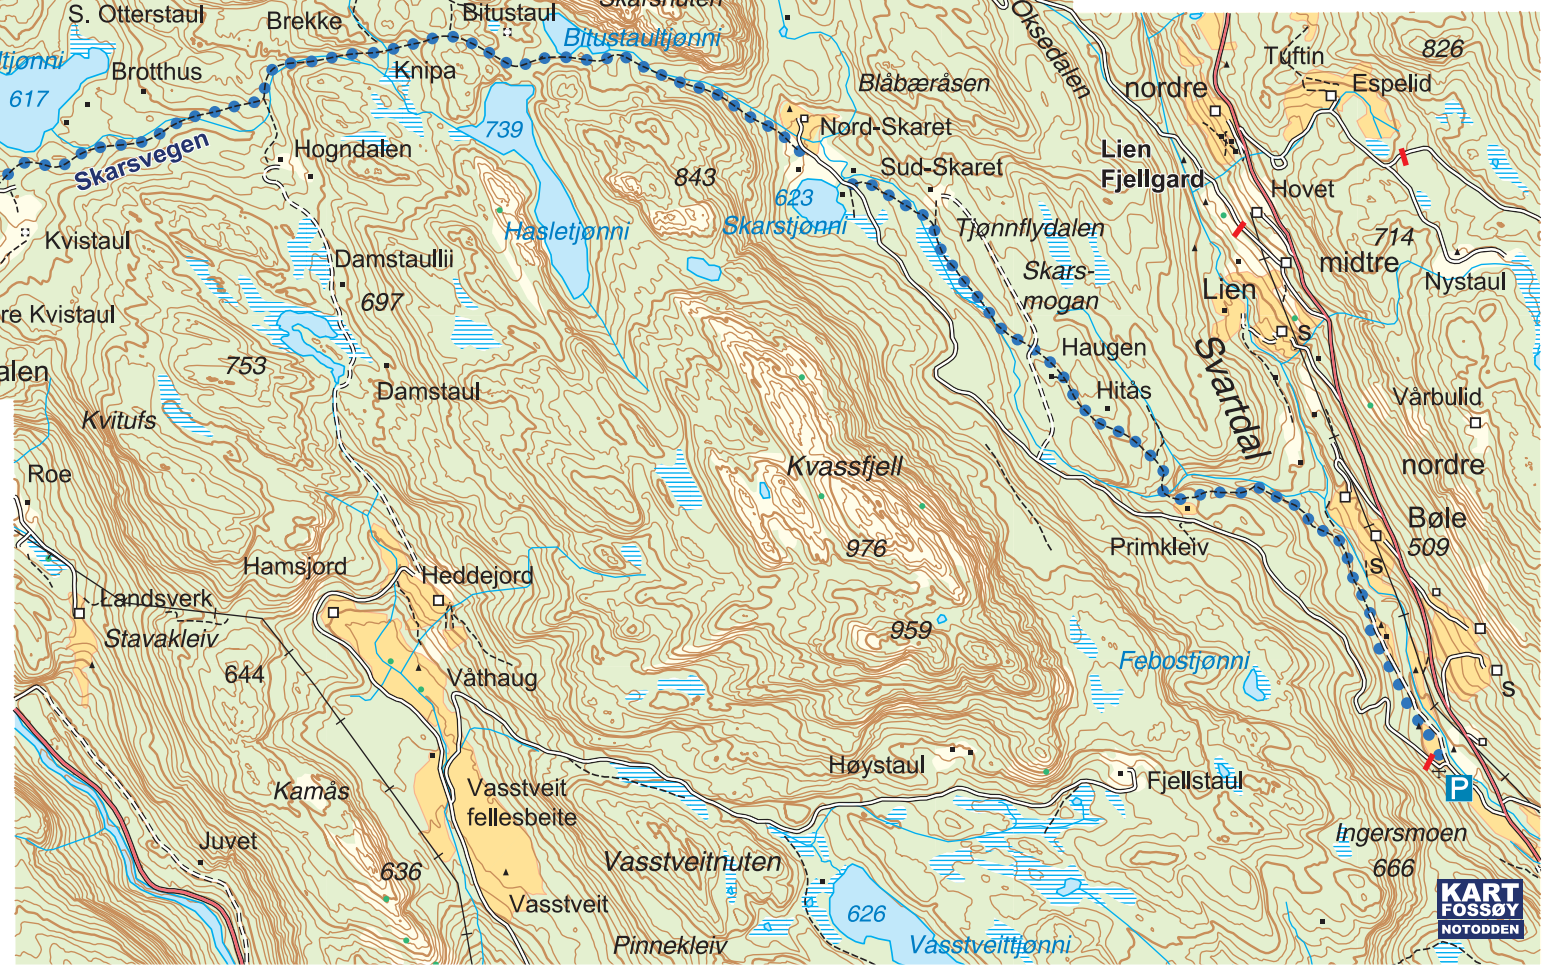 S. Otterstaul
Brekke
Bitustaul
Skarsnuten
Oksedalen
Tuftin
826
Bitustaultjønni
tjønni
Brotthus
Knipa
Blåbæråsen
nordre
Espelid
617
739
Nord-Skaret
Hogndalen
Skarsvegen
Sud-Skaret
Lien
Fjellgard
843
623
Skarstjønni
Hovet
Hasletjønni
Tjønnflydalen
714
midtre
Kvistaul
Damstaullii
697
Skars-
mogan
Lien
Nystaul
re Kvistaul
Svartdal
s
Haugen
753
alen
Damstaul
Hitås
Vårbulid
Kvitufs
Kvassfjell
nordre
Roe
976
Primkleiv
Bøle
509
s
Hamsjord
Heddejord
Landsverk
Stavakleiv
959
644
Våthaug
Febostjønni
s
Høystaul
Fjellstaul
P
Kamås
Vasstveit
fellesbeite
Juvet
Ingersmoen
666
636
Vasstveitnuten
Vasstveit
626
Pinnekleiv
Vasstveittjønni
KART
FOSSØY
NOTODDEN